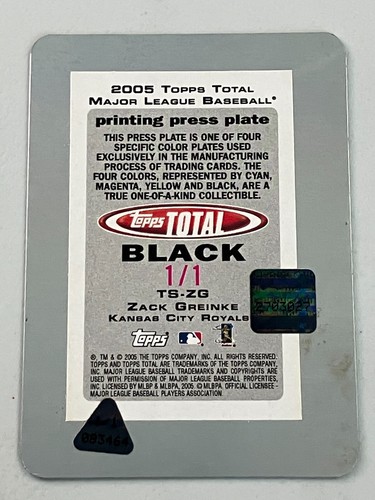 2005 TOPPS TOTAL
MAJOR LEAGUE BASEBALL®
printing press plate
THIS PRESS PLATE IS ONE OF FOUR
SPECIFIC COLOR PLATES USED
EXCLUSIVELY IN THE MANUFACTURING
PROCESS OF TRADING CARDS. THE
FOUR COLORS, REPRESENTED BY CYAN,
MAGENTA, YELLOW AND BLACK, ARE A
TRUE ONE-OF-A-KIND COLLECTIBLE.
Topps TOTAL
BLACK
1/1
TS-ZG
ZACK GREINKE
KANSAS CITY ROYALS
Topps
®, TM & © 2005 THE TOPPS COMPANY, INC. ALL RIGHTS RESERVED.
TOPPS AND TOPPS TOTAL ARE TRADEMARKS OF THE TOPPS COMPANY, INC.
MAJOR LEAGUE BASEBALL TRADEMARKS AND COPYRIGHTS ARE
USED WITH PERMISSION OF MAJOR LEAGUE BASEBALL PROPERTIES,
INC. LICENSED BY MLBP & MLBPA, 2005. © MLBPA. OFFICIAL LICENSEE -
MAJOR LEAGUE BASEBALL PLAYERS ASSOCIATION
083464